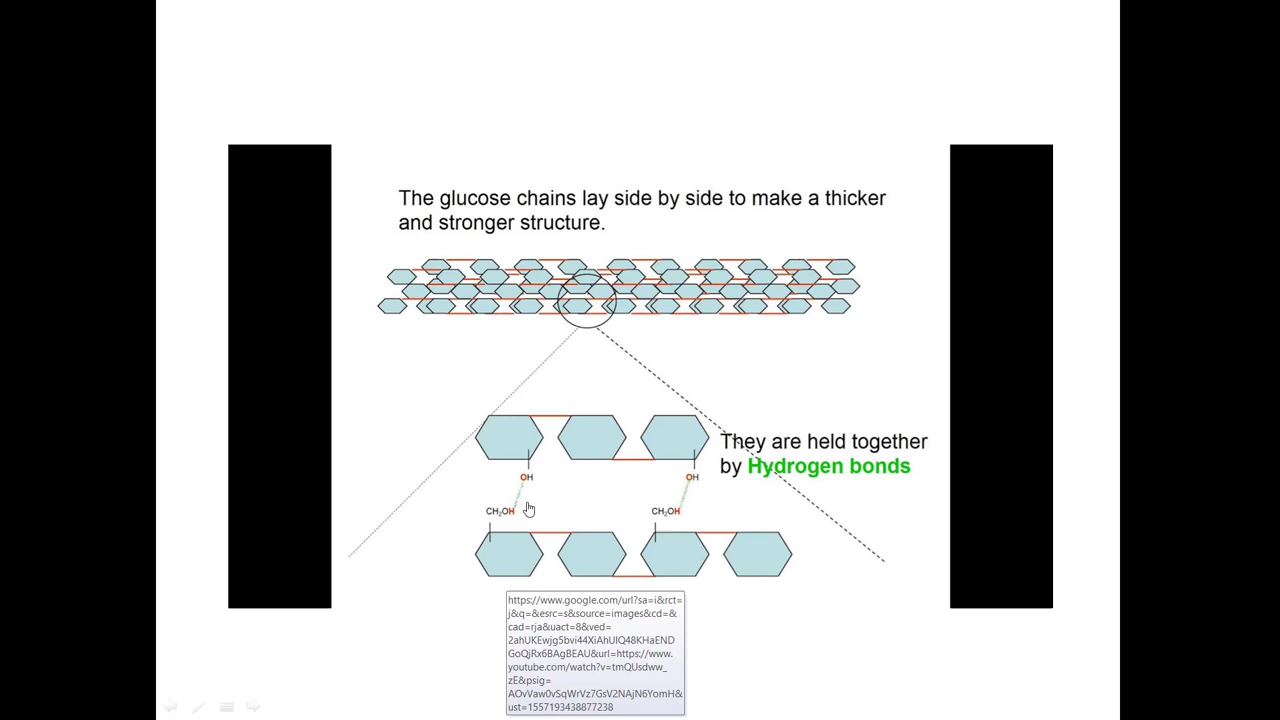 The glucose chains lay side by side to make a thicker
and stronger structure.
They are held together
by Hydrogen bonds
OH
OH
CH₂OH
CH₂OH
https://www.google.com/url?sa=i&rct=
j&q=&esrc=s&source=images&cd=&
cad=rja&uact=8&ved=
2ahUKEwjg5bvi44XiAhUIQ48KHaEND
GoQjRx6BAgBEAU&url=https://www.
youtube.com/watch?v=tmQUsdww_
zE&psig=
AOvVaw0vSqWrVz7GsV2NAjN6YomH&
ust=1557193438877238